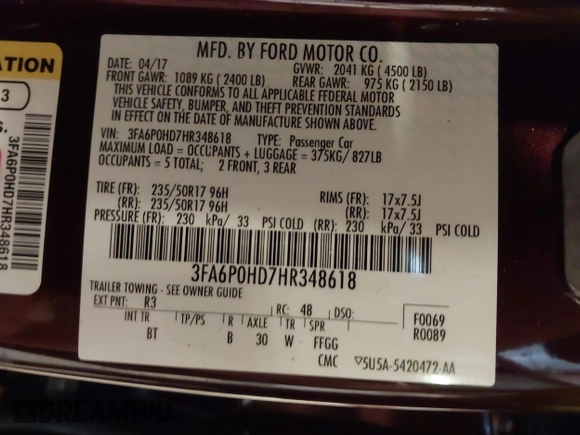 MFD. BY FORD MOTOR CO.
DATE: 04/17 GVWR: 2041 KG ( 4500 LB)
FRONT GAWR: 1089 KG ( 2400 LB) REAR GAWR: 975 KG ( 2150 LB)
THIS VEHICLE CONFORMS TO ALL APPLICABLE FEDERAL MOTOR
VEHICLE SAFETY, BUMPER, AND THEFT PREVENTION STANDARDS
IN EFFECT ON THE DATE OF MANUFACTURE SHOWN ABOVE.
VIN: 3FA6P0HD7HR348618 TYPE: Passenger Car
MAXIMUM LOAD = OCCUPANTS + LUGGAGE = 375KG/ 827LB
OCCUPANTS = 5 TOTAL; 2 FRONT, 3 REAR
TIRE (FR): 235/50R17 96H RIMS (FR): 17x7.5J
(RR): 235/50R17 96H (RR): 17x7.5J
PRESSURE (FR): 230 kPa/ 33 PSI COLD (RR): 230 kPa/ 33 PSI COLD
3FA6P0HD7HR348618
TRAILER TOWING - SEE OWNER GUIDE
EXT PNT: R3 RC: 48 DSO: F0069
INT TR TP/PS R AXLE TR SPR R0089
BT B 30 W FFGG
CMC ▽5U5A-5420472-AA
ATION
3
3FA6P0HD7HR348618
DREAMBID